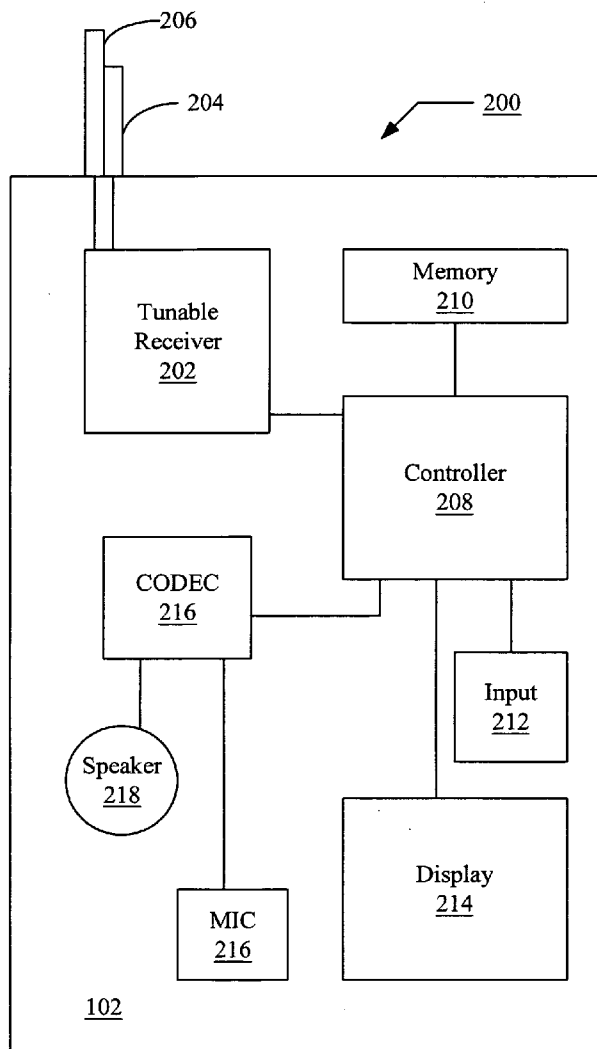 206
204
200
Tunable
Receiver
202
Memory
210
Controller
208
CODEC
216
Input
212
Speaker
218
Display
214
MIC
216
102